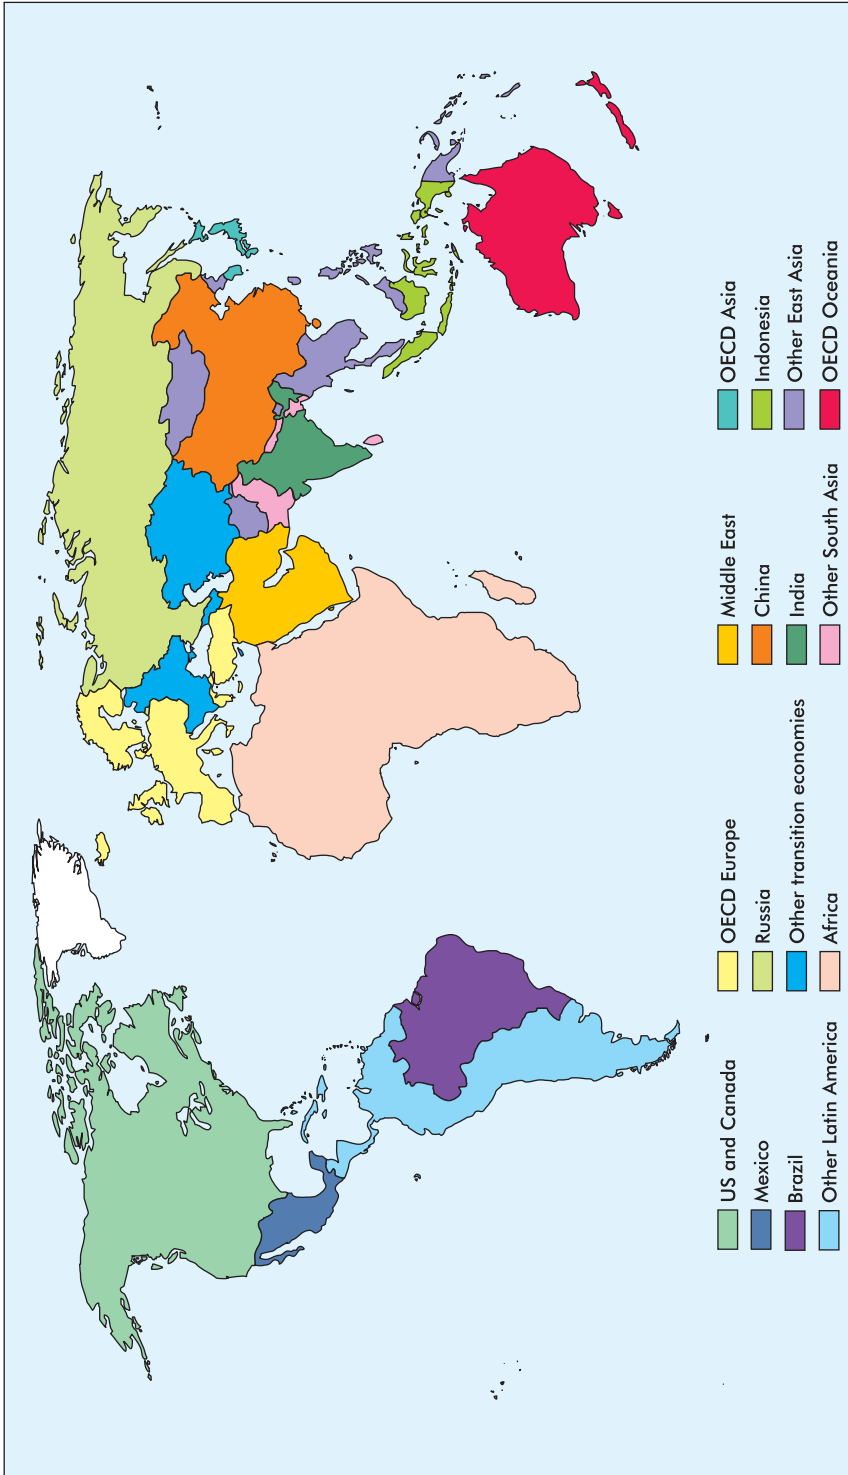 US and Canada
Mexico
Brazil
Other Latin America
OECD Europe
Russia
Other transition economies
Africa
Middle East
China
India
Other South Asia
OECD Asia
Indonesia
Other East Asia
OECD Oceania